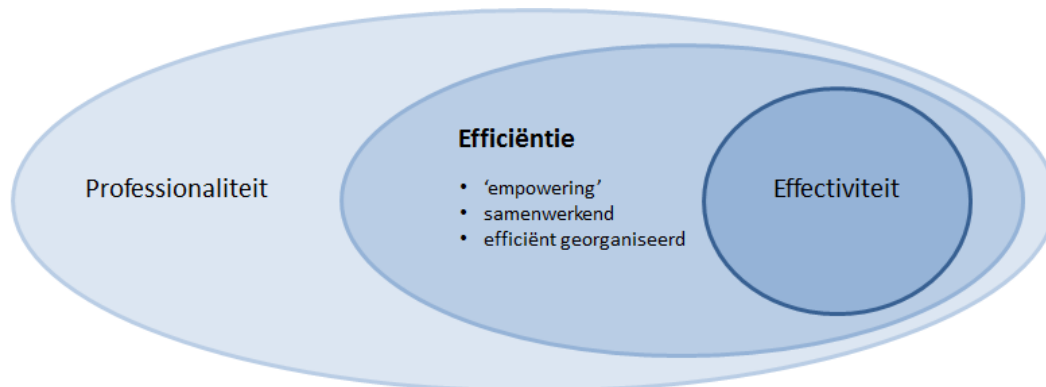 Efficiëntie
Professionaliteit
• 'empowering'
Effectiviteit
• samenwerkend
• efficiënt georganiseerd